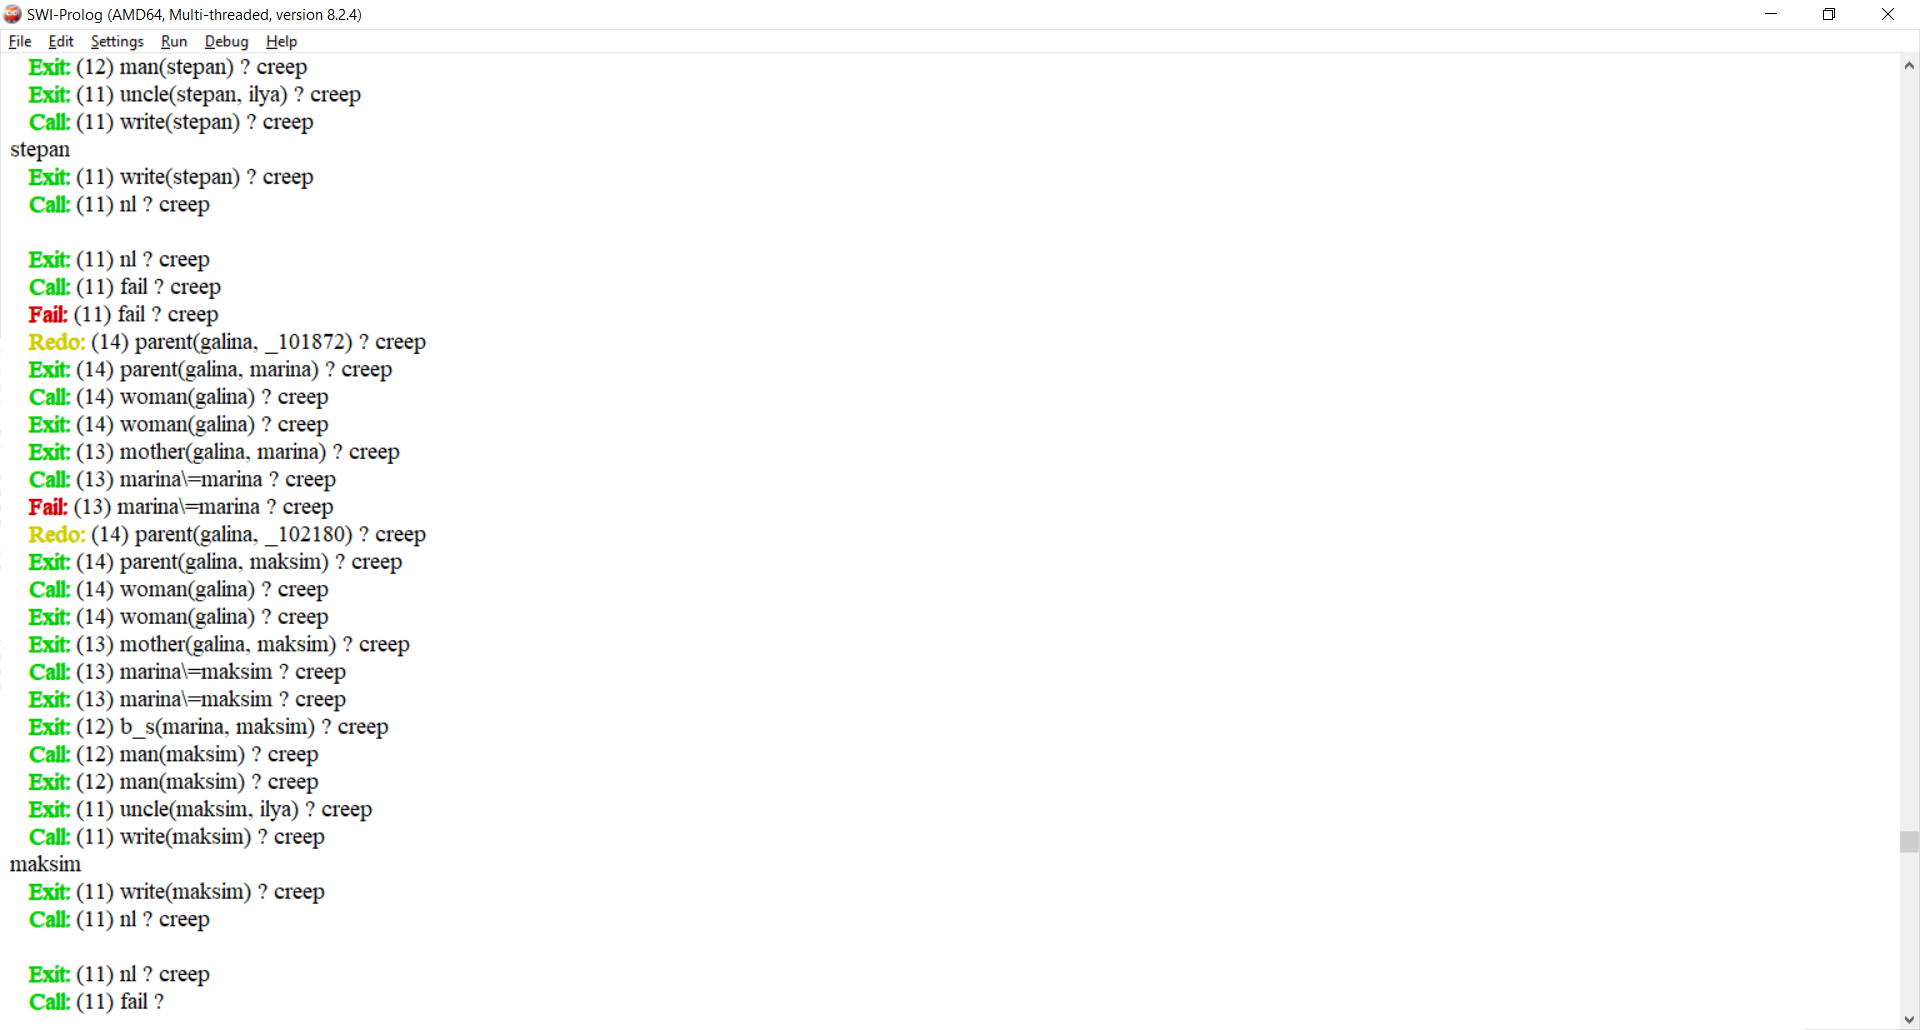 SWI-Prolog (AMD64, Multi-threaded, version 8.2.4)
File Edit Settings Run Debug Help
Exit: (12) man(stepan) ? creep
Exit: (11) uncle(stepan, ilya) ? creep
Call: (11) write(stepan) ? creep
stepan
Exit: (11) write(stepan) ? creep
Call: (11) nl ? creep
Exit: (11) nl ? creep
Call: (11) fail ? creep
Fail: (11) fail ? creep
Redo: (14) parent(galina, _101872) ? creep
Exit: (14) parent(galina, marina) ? creep
Call: (14) woman(galina) ? creep
Exit: (14) woman(galina) ? creep
Exit: (13) mother(galina, marina) ? creep
Call: (13) marina\=marina ? creep
Fail: (13) marina\=marina ? creep
Redo: (14) parent(galina, _102180) ? creep
Exit: (14) parent(galina, maksim) ? creep
Call: (14) woman(galina) ? creep
Exit: (14) woman(galina) ? creep
Exit: (13) mother(galina, maksim) ? creep
Call: (13) marina\=maksim ? creep
Exit: (13) marina\=maksim ? creep
Exit: (12) b_s(marina, maksim) ? creep
Call: (12) man(maksim) ? creep
Exit: (12) man(maksim) ? creep
Exit: (11) uncle(maksim, ilya) ? creep
Call: (11) write(maksim) ? creep
maksim
Exit: (11) write(maksim) ? creep
Call: (11) nl ? creep
Exit: (11) nl ? creep
Call: (11) fail ?